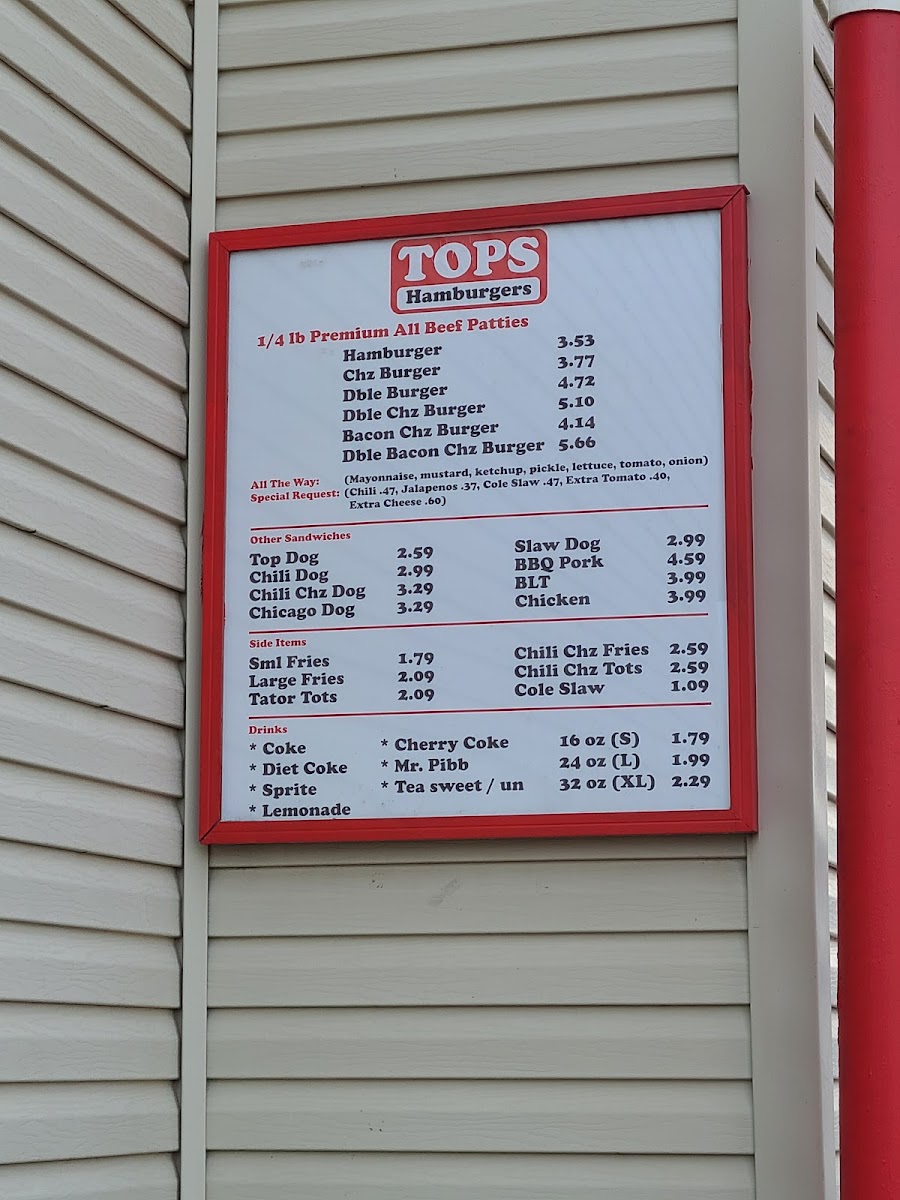 TOPS
Hamburgers
1/4 lb Premium All Beef Patties
Hamburger 3.53
Chz Burger 3.77
Dble Burger 4.72
Dble Chz Burger 5.10
Bacon Chz Burger 4.14
Dble Bacon Chz Burger 5.66
All The Way: (Mayonnaise, mustard, ketchup, pickle, lettuce, tomato, onion)
Special Request: (Chili .47, Jalapenos .37, Cole Slaw .47, Extra Tomato .40,
Extra Cheese .60)
Other Sandwiches
Top Dog 2.59 Slaw Dog 2.99
Chili Dog 2.99 BBQ Pork 4.59
Chili Chz Dog 3.29 BLT 3.99
Chicago Dog 3.29 Chicken 3.99
Side Items
Sml Fries 1.79 Chili Chz Fries 2.59
Large Fries 2.09 Chili Chz Tots 2.59
Tator Tots 2.09 Cole Slaw 1.09
Drinks
* Coke * Cherry Coke 16 oz (S) 1.79
* Diet Coke * Mr. Pibb 24 oz (L) 1.99
* Sprite * Tea sweet / un 32 oz (XL) 2.29
* Lemonade